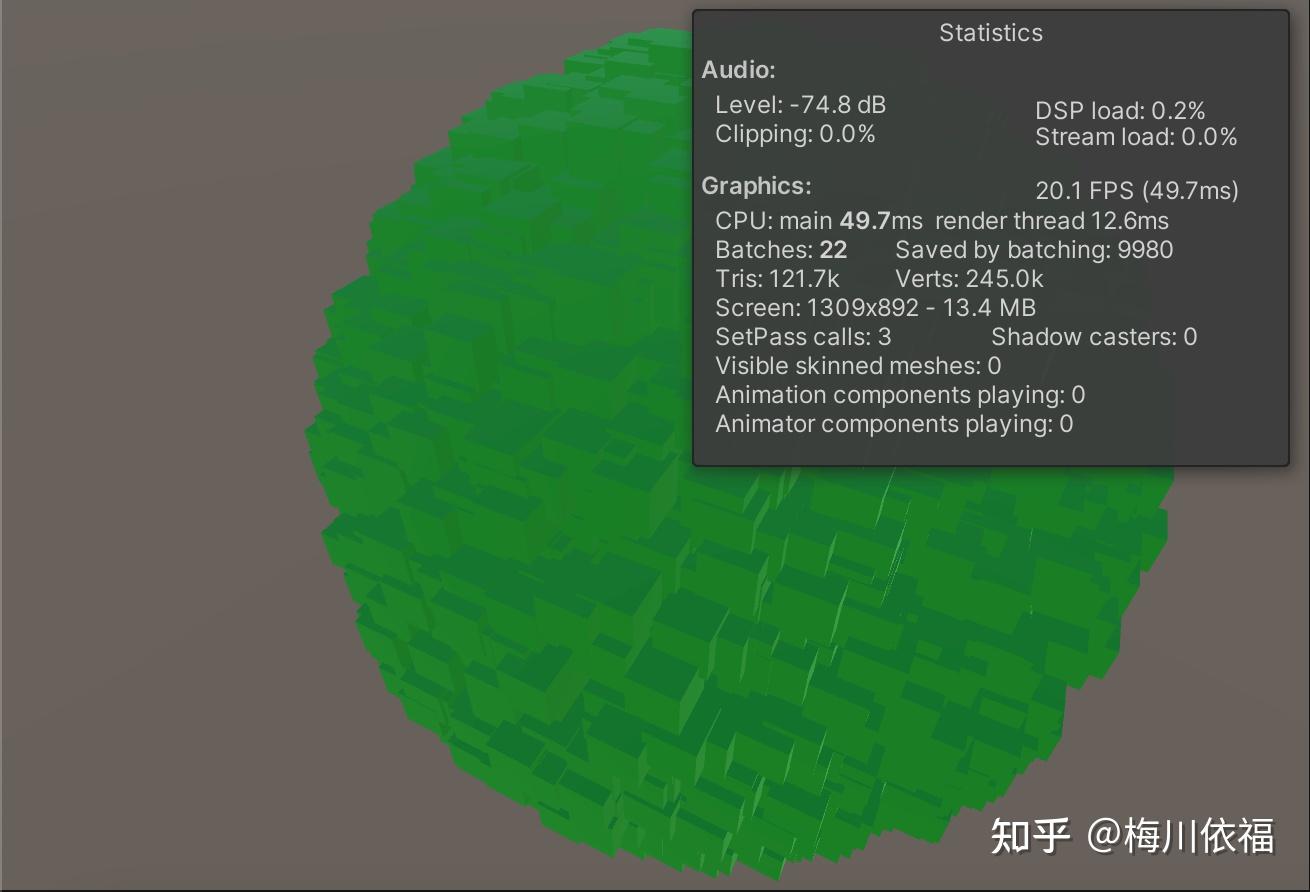 Statistics
Audio:
Level: -74.8 dB DSP load: 0.2%
Clipping: 0.0% Stream load: 0.0%
Graphics: 20.1 FPS (49.7ms)
CPU: main 49.7ms render thread 12.6ms
Batches: 22 Saved by batching: 9980
Tris: 121.7k Verts: 245.0k
Screen: 1309x892 - 13.4 MB
SetPass calls: 3 Shadow casters: 0
Visible skinned meshes: 0
Animation components playing: 0
Animator components playing: 0
知乎 @梅川依福